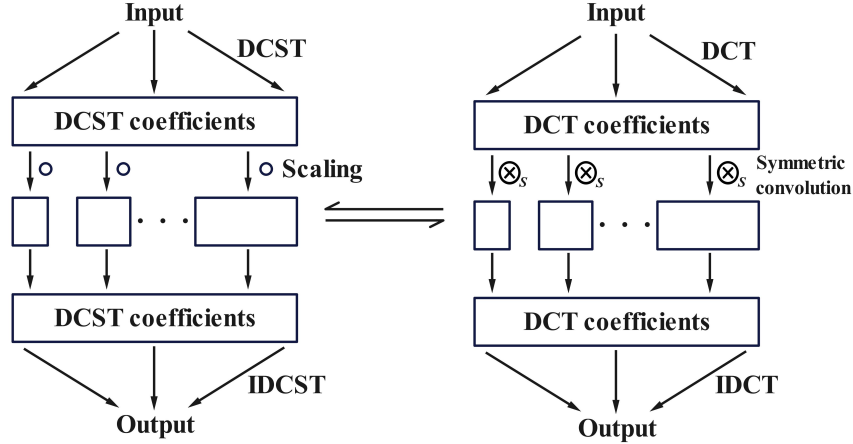 Input
DCST
DCST coefficients
Scaling
DCST coefficients
IDCST
Output
Input
DCT
DCT coefficients
S
S
S
Symmetric
convolution
DCT coefficients
IDCT
Output